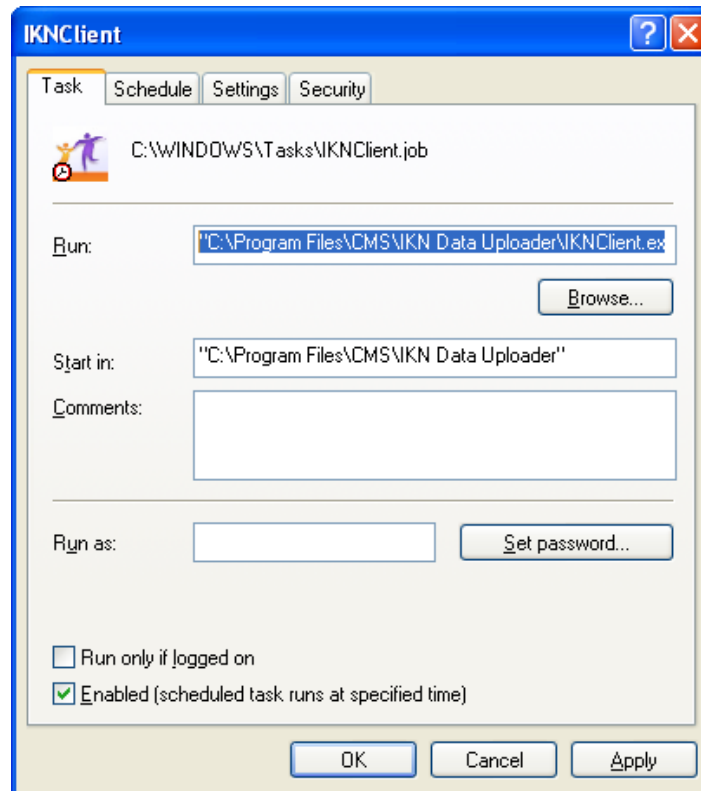 IKNClient
Task Schedule Settings Security
C:\WINDOWS\Tasks\IKNClient.job
Run: "C:\Program Files\CMS\IKN Data Uploader\IKNClient.ex
Browse...
Start in: "C:\Program Files\CMS\IKN Data Uploader"
Comments:
Run as: Set password...
Run only if logged on
Enabled (scheduled task runs at specified time)
OK Cancel Apply